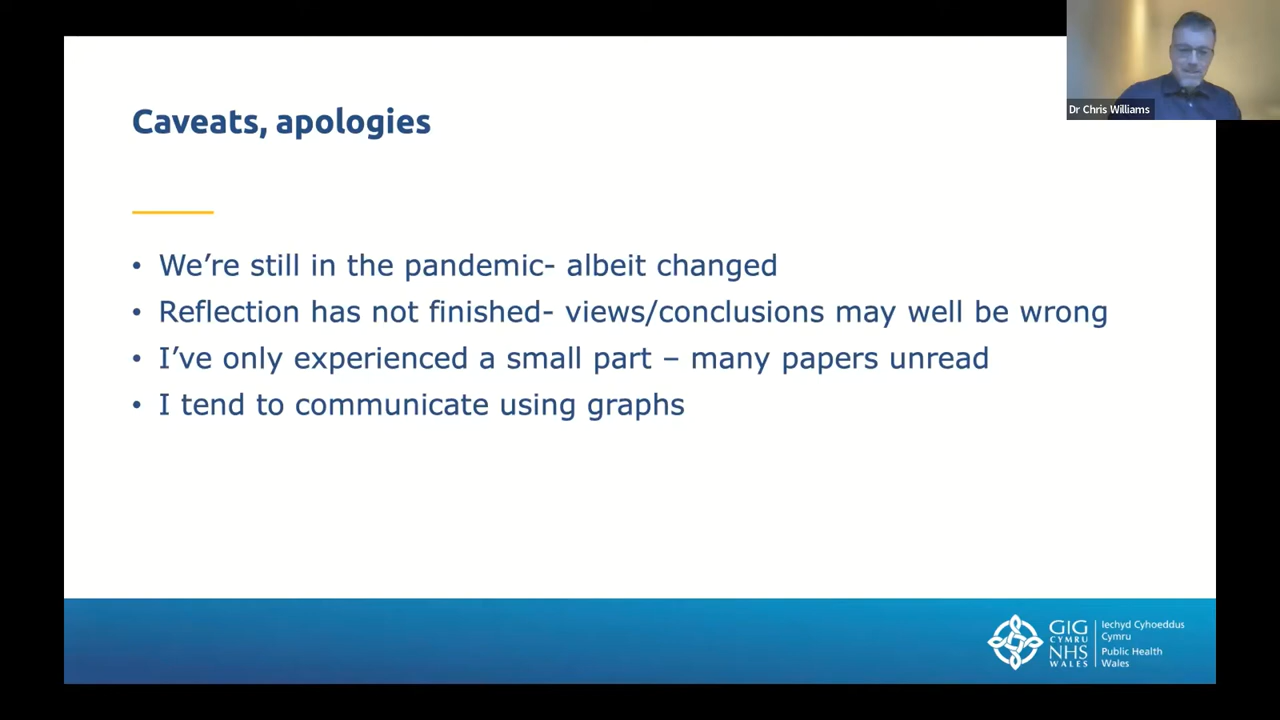 Caveats, apologies
Dr Chris Williams
• We’re still in the pandemic- albeit changed
• Reflection has not finished- views/conclusions may well be wrong
• I’ve only experienced a small part – many papers unread
• I tend to communicate using graphs
GIG
CYMRU
NHS
WALES
Iechyd Cyhoeddus
Cymru
Public Health
Wales